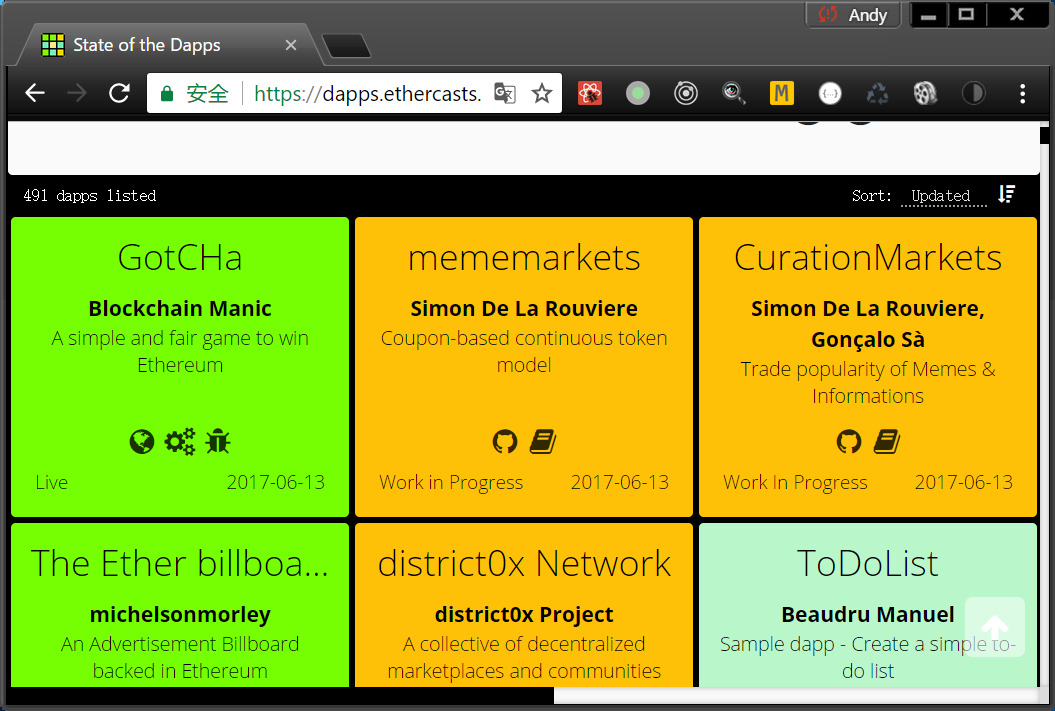 Andy
State of the Dapps
安全 https://dapps.ethercasts.
M
491 dapps listed
Sort: Updated
GotCHa
Blockchain Manic
A simple and fair game to win
Ethereum
Live 2017-06-13
mememarkets
Simon De La Rouviere
Coupon-based continuous token
model
Work in Progress 2017-06-13
CurationMarkets
Simon De La Rouviere,
Gonçalo Sà
Trade popularity of Memes &
Informations
Work In Progress 2017-06-13
The Ether billboa...
michelsonmorley
An Advertisement Billboard
backed in Ethereum
district0x Network
district0x Project
A collective of decentralized
marketplaces and communities
ToDoList
Beaudru Manuel
Sample dapp - Create a simple to-
do list